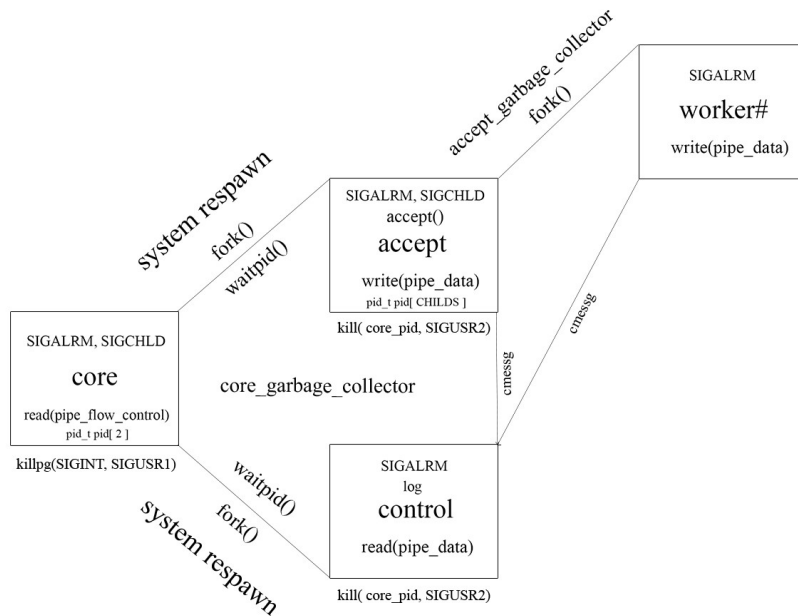 accept_garbage_collector
fork()
SIGALRM
worker#
write(pipe_data)
system respawn
fork()
waitpid()
SIGALRM, SIGCHLD
accept()
accept
write(pipe_data)
pid_t pid[ CHILDS ]
kill( core_pid, SIGUSR2)
cmessg
cmessg
SIGALRM, SIGCHLD
core
read(pipe_flow_control)
pid_t pid[ 2 ]
killpg(SIGINT, SIGUSR1)
core_garbage_collector
waitpid()
fork()
system respawn
SIGALRM
log
control
read(pipe_data)
kill( core_pid, SIGUSR2)